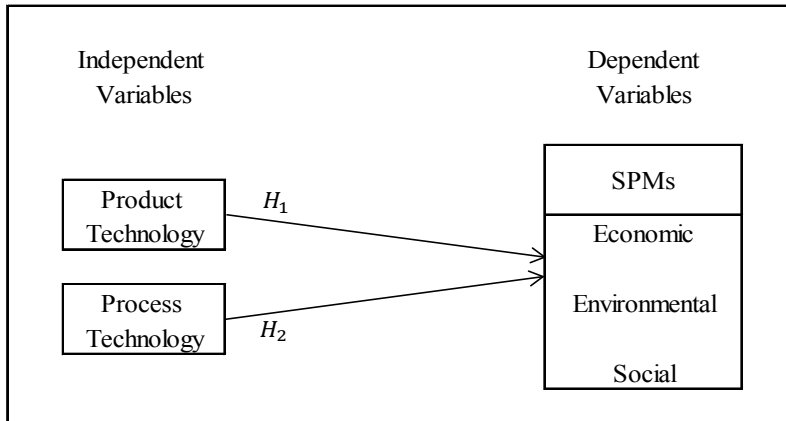 Independent
Variables
Dependent
Variables
Product
Technology
Process
Technology
H₁
H₂
SPMs
Economic
Environmental
Social